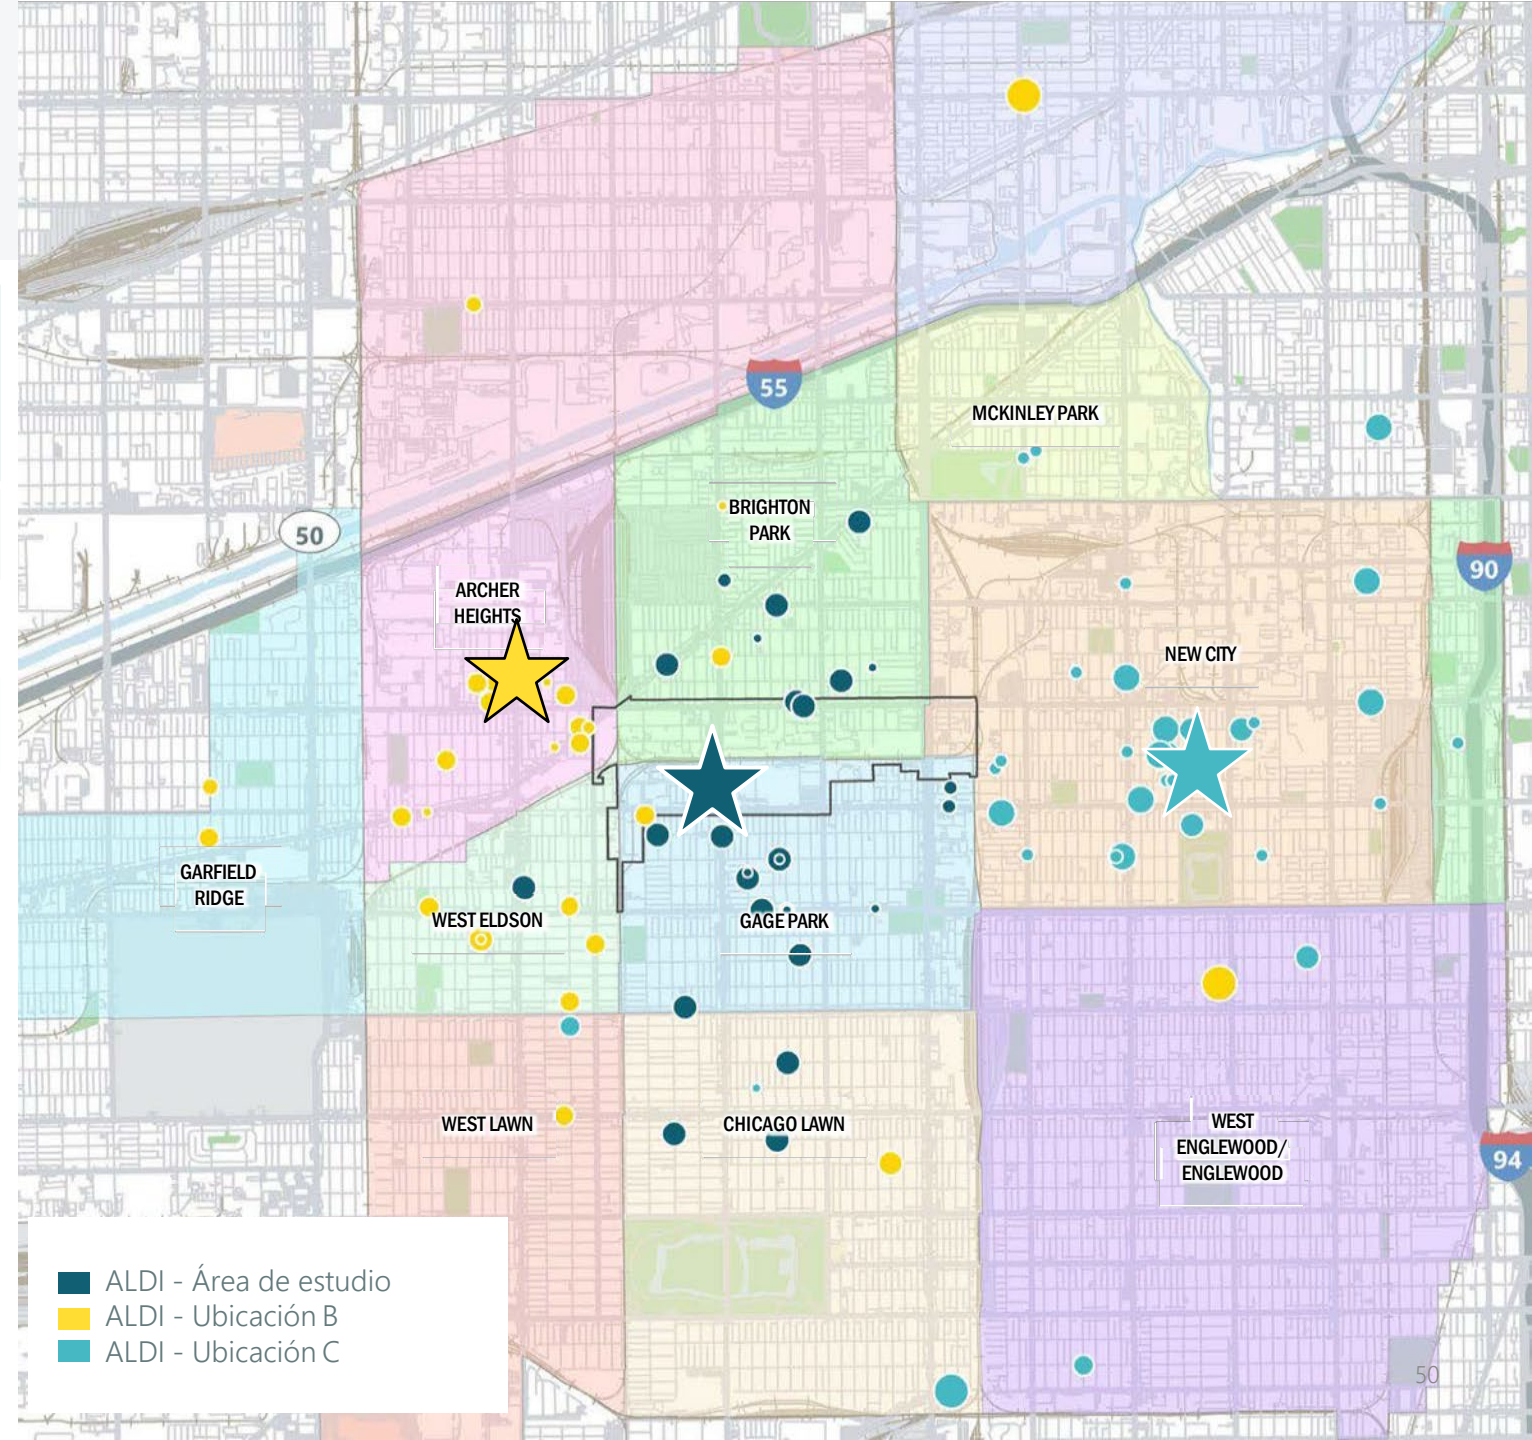 55
MCKINLEY PARK
BRIGHTON
PARK
50
90
ARCHER
HEIGHTS
NEW CITY
GARFIELD
RIDGE
WEST ELDSON
GAGE PARK
WEST LAWN
CHICAGO LAWN
WEST
ENGLEWOOD/
ENGLEWOOD
94
ALDI - Área de estudio
ALDI - Ubicación B
ALDI - Ubicación C
50